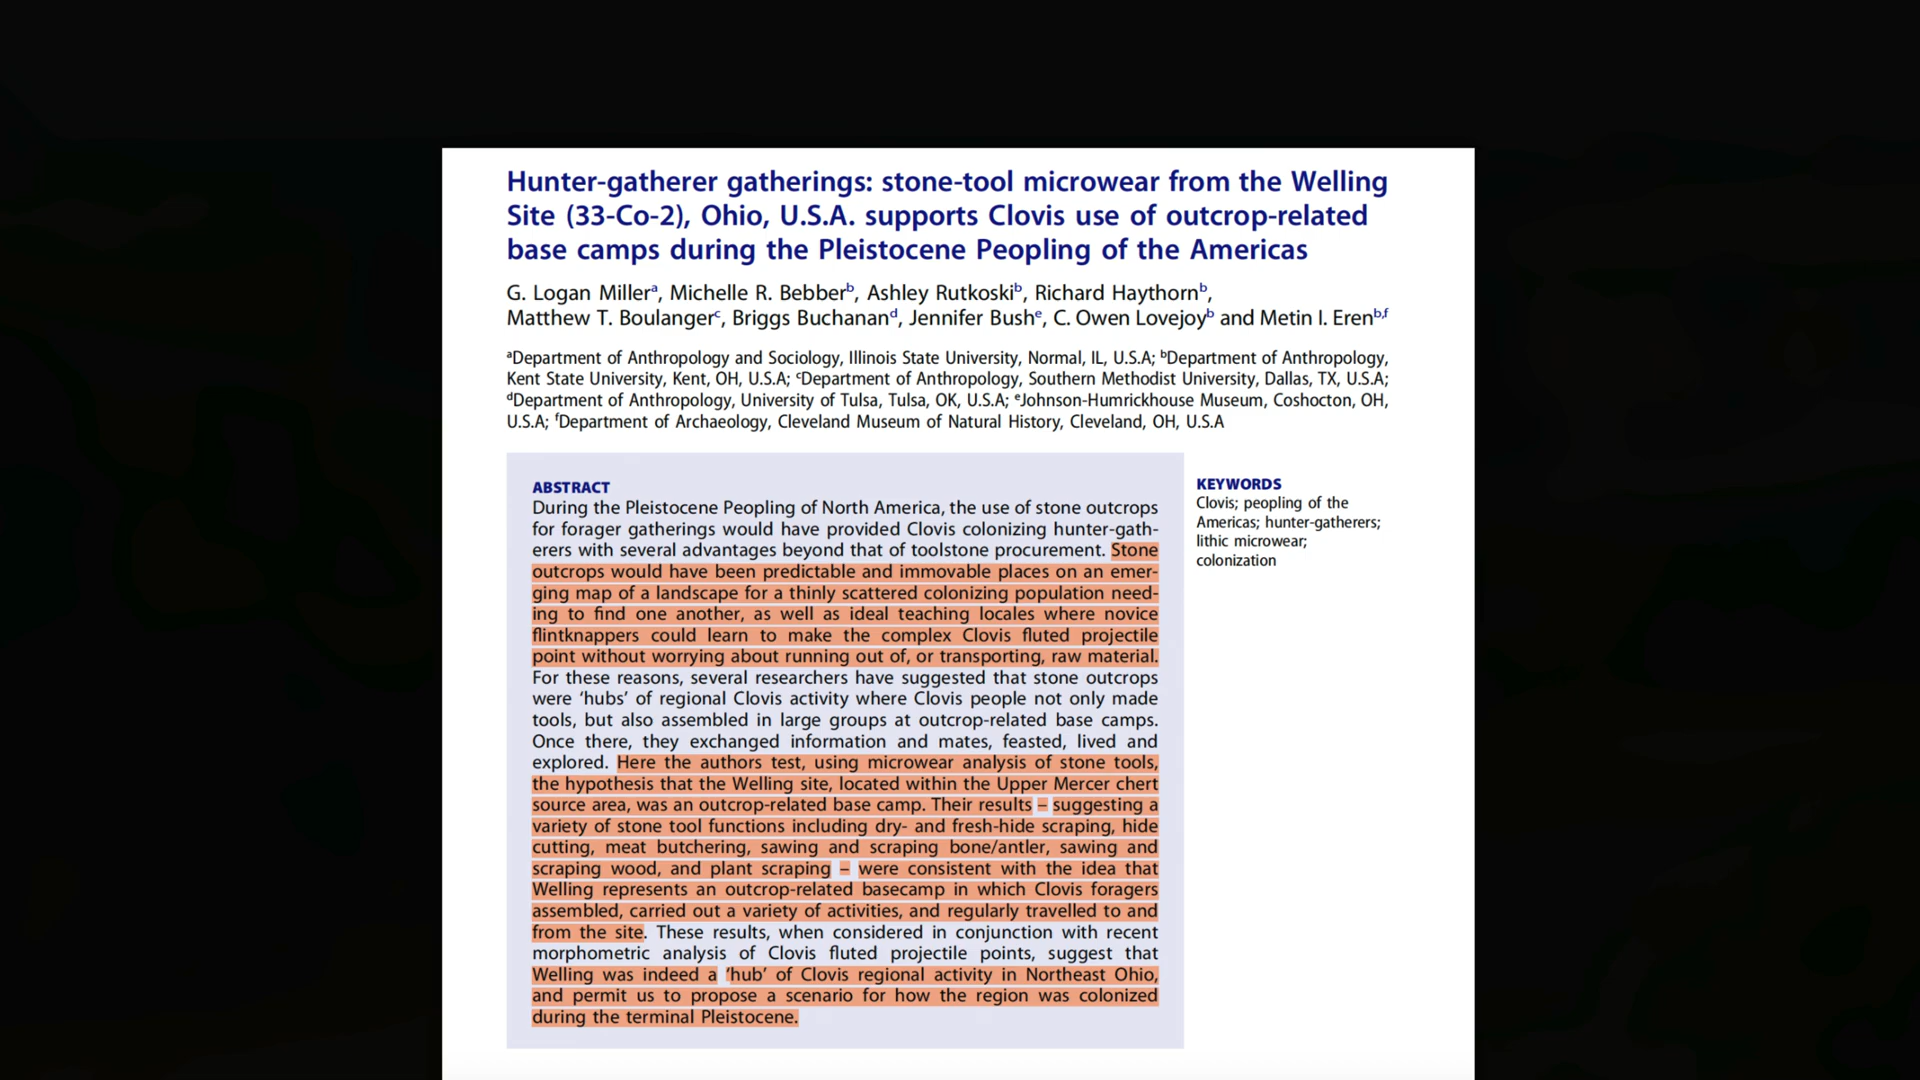 Hunter-gatherer gatherings: stone-tool microwear from the Welling
Site (33-Co-2), Ohio, U.S.A. supports Clovis use of outcrop-related
base camps during the Pleistocene Peopling of the Americas
G. Logan Millerᵃ, Michelle R. Bebberᵇ, Ashley Rutkoskiᵇ, Richard Haythornᵇ,
Matthew T. Boulangerᶜ, Briggs Buchananᵈ, Jennifer Bushᵉ, C. Owen Lovejoyᵇ and Metin I. Erenᵇ,ᶠ
ᵃDepartment of Anthropology and Sociology, Illinois State University, Normal, IL, U.S.A; ᵇDepartment of Anthropology,
Kent State University, Kent, OH, U.S.A; ᶜDepartment of Anthropology, Southern Methodist University, Dallas, TX, U.S.A;
ᵈDepartment of Anthropology, University of Tulsa, Tulsa, OK, U.S.A; ᵉJohnson-Humrickhouse Museum, Coshocton, OH,
U.S.A; ᶠDepartment of Archaeology, Cleveland Museum of Natural History, Cleveland, OH, U.S.A
ABSTRACT
During the Pleistocene Peopling of North America, the use of stone outcrops
for forager gatherings would have provided Clovis colonizing hunter-gath-
erers with several advantages beyond that of toolstone procurement. Stone
outcrops would have been predictable and immovable places on an emer-
ging map of a landscape for a thinly scattered colonizing population need-
ing to find one another, as well as ideal teaching locales where novice
flintknappers could learn to make the complex Clovis fluted projectile
point without worrying about running out of, or transporting, raw material.
For these reasons, several researchers have suggested that stone outcrops
were ‘hubs’ of regional Clovis activity where Clovis people not only made
tools, but also assembled in large groups at outcrop-related base camps.
Once there, they exchanged information and mates, feasted, lived and
explored. Here the authors test, using microwear analysis of stone tools,
the hypothesis that the Welling site, located within the Upper Mercer chert
source area, was an outcrop-related base camp. Their results – suggesting a
variety of stone tool functions including dry- and fresh-hide scraping, hide
cutting, meat butchering, sawing and scraping bone/antler, sawing and
scraping wood, and plant scraping – were consistent with the idea that
Welling represents an outcrop-related basecamp in which Clovis foragers
assembled, carried out a variety of activities, and regularly travelled to and
from the site. These results, when considered in conjunction with recent
morphometric analysis of Clovis fluted projectile points, suggest that
Welling was indeed a ‘hub’ of Clovis regional activity in Northeast Ohio,
and permit us to propose a scenario for how the region was colonized
during the terminal Pleistocene.
KEYWORDS
Clovis; peopling of the
Americas; hunter-gatherers;
lithic microwear;
colonization